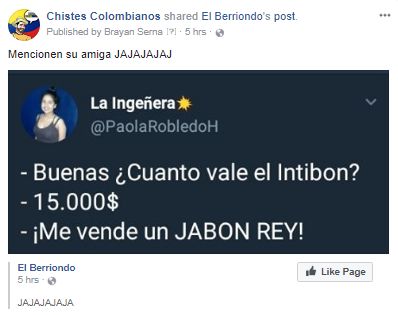 Chistes Colombianos shared El Berriondo's post.
Published by Brayan Serna [?] · 5 hrs ·
Mencionen su amiga JAJAJAJAJ
La Ingeñera
@PaolaRobledoH
- Buenas ¿Cuanto vale el Intibon?
- 15.000$
- ¡Me vende un JABON REY!
El Berriondo
5 hrs ·
JAJAJAJAJA
Like Page